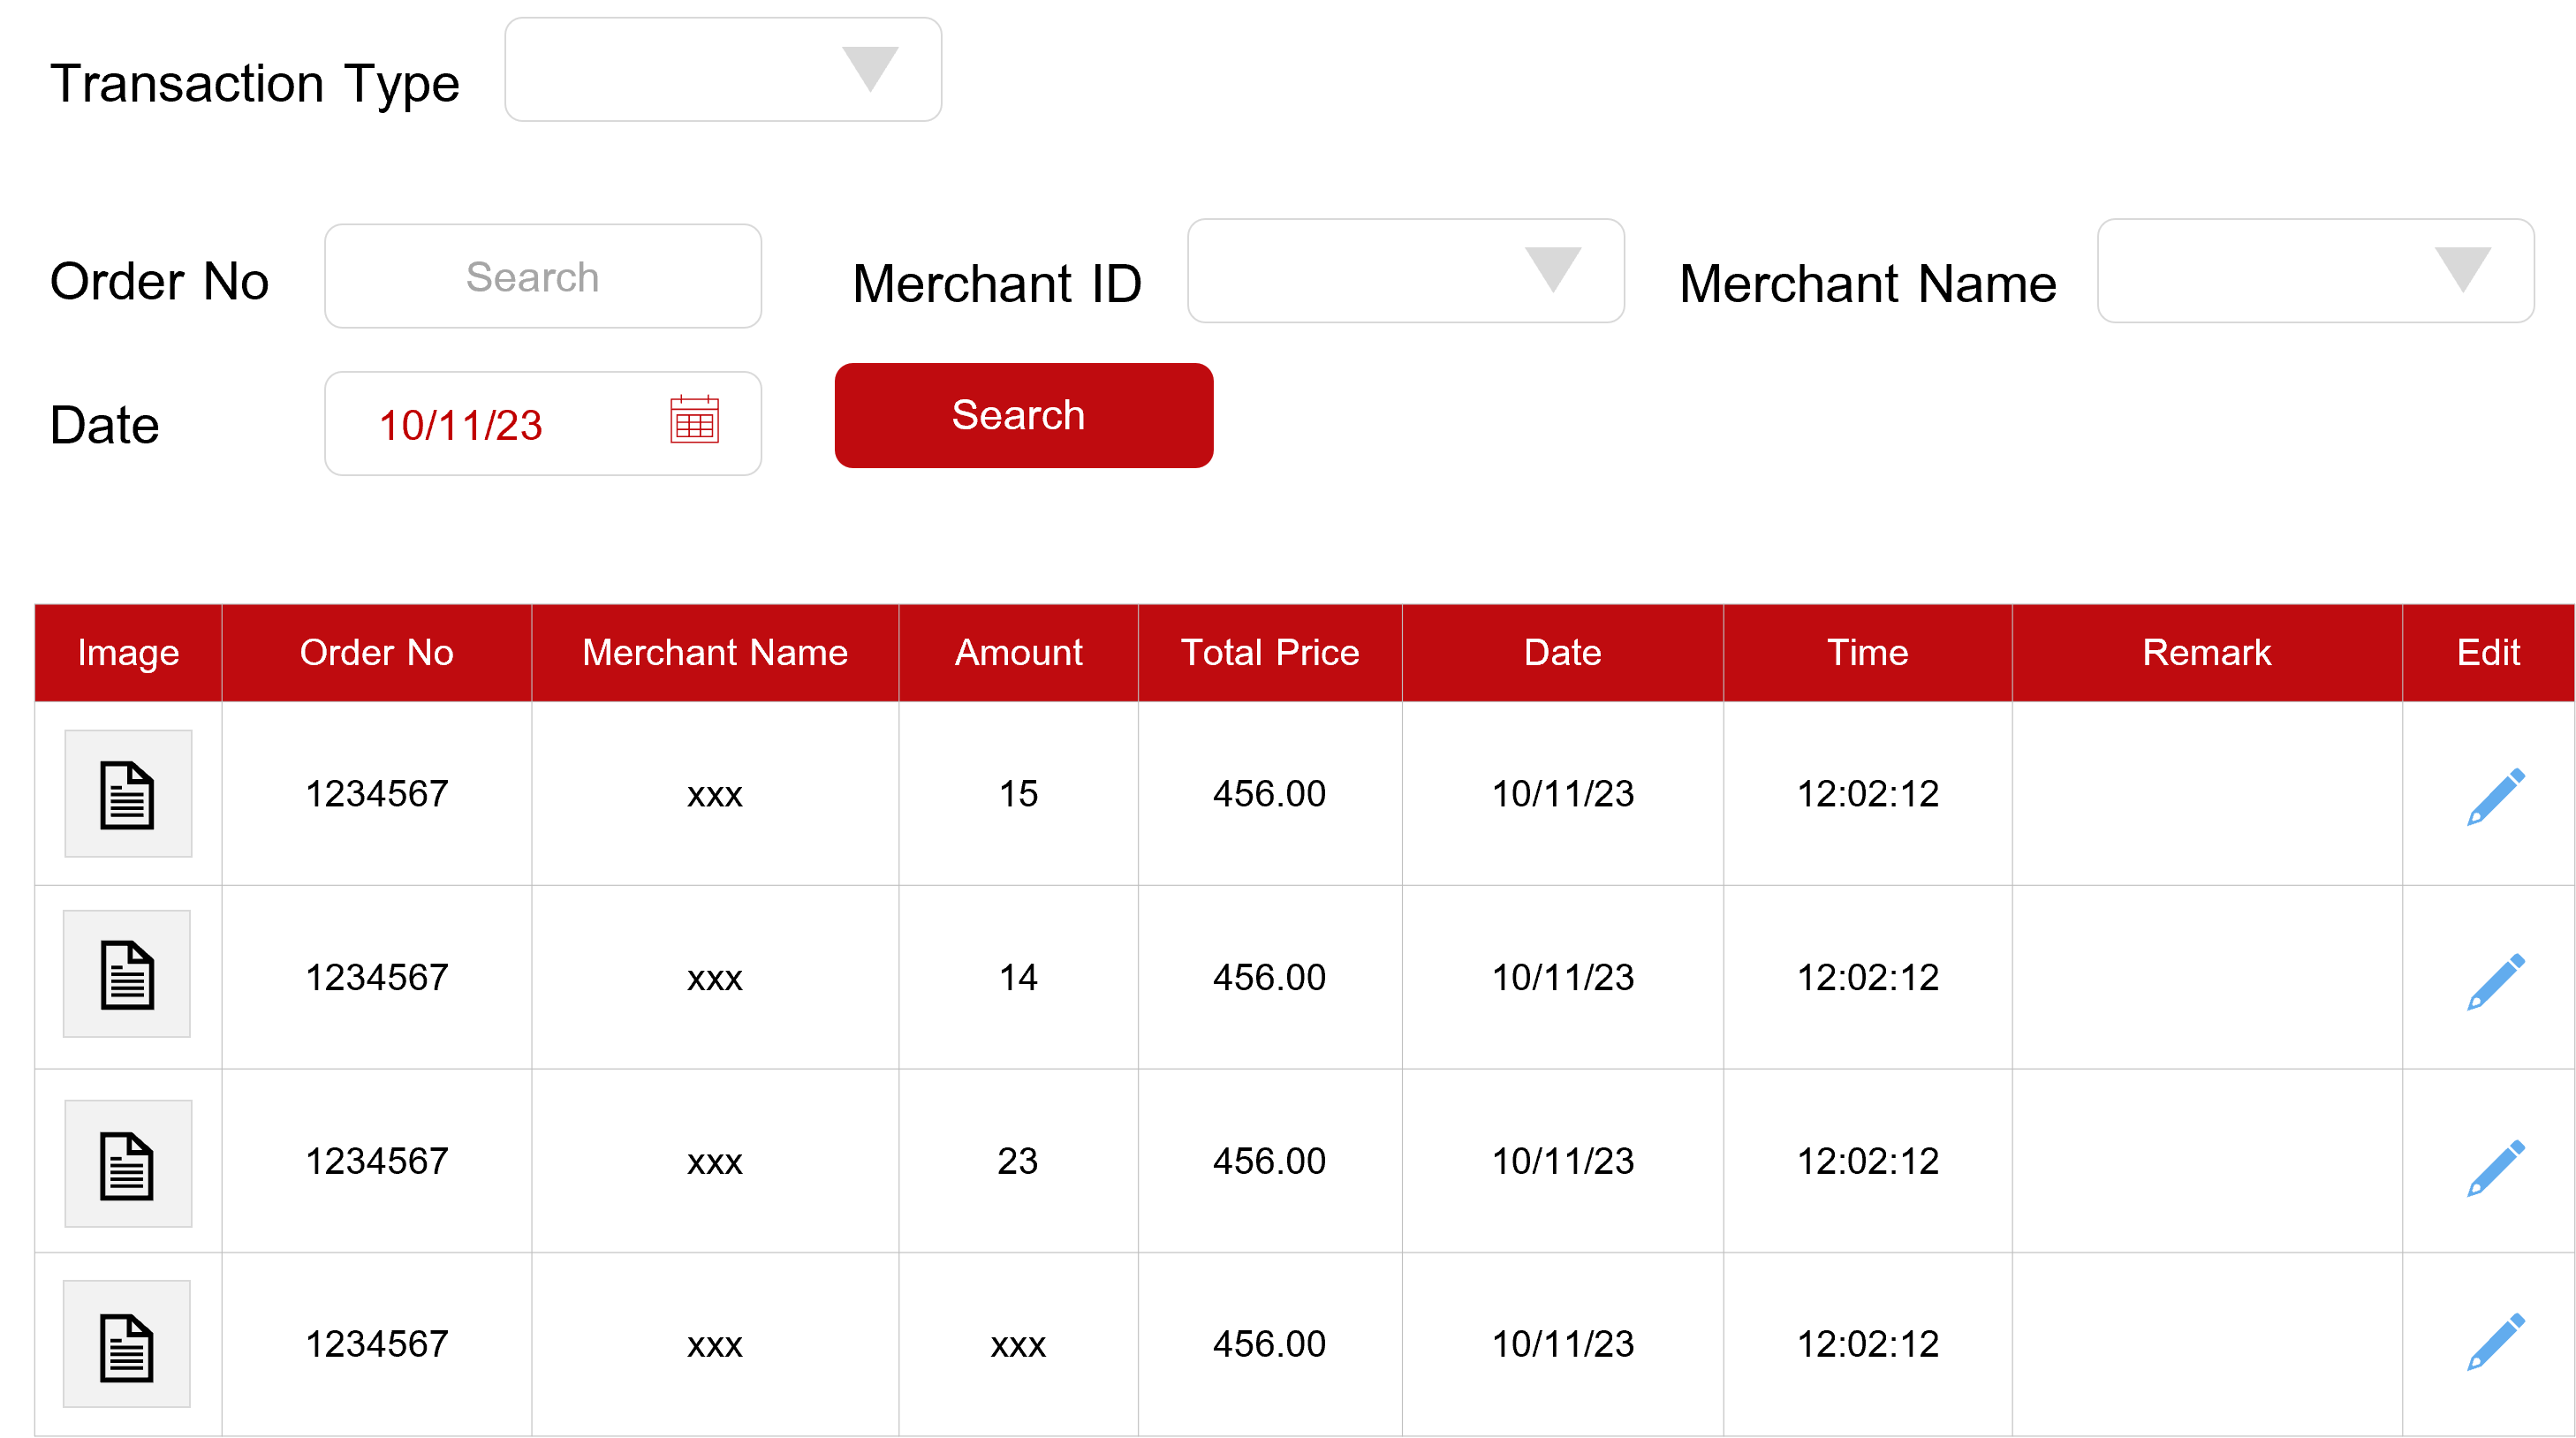 Transaction Type
Order No Search Merchant ID Merchant Name
Date 10/11/23 Search
Image Order No Merchant Name Amount Total Price Date Time Remark Edit
1234567 xxx 15 456.00 10/11/23 12:02:12
1234567 xxx 14 456.00 10/11/23 12:02:12
1234567 xxx 23 456.00 10/11/23 12:02:12
1234567 xxx xxx 456.00 10/11/23 12:02:12